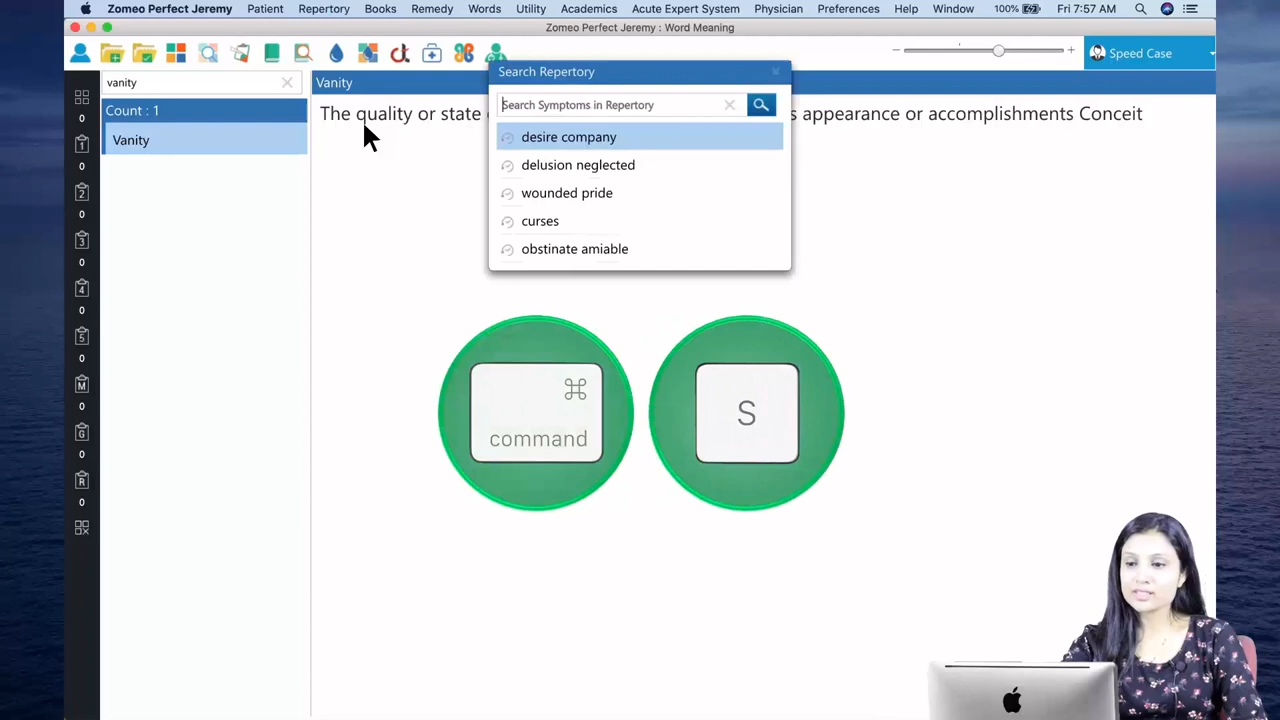 Zomeo Perfect Jeremy Patient Repertory Books Remedy Words Utility Academics Acute Expert System Physician Preferences Help Window 100% Fri 7:57 AM
Zomeo Perfect Jeremy : Word Meaning
Speed Case
vanity
Vanity
Search Repertory
Count : 1
Search Symptoms in Repertory
The quality or state s appearance or accomplishments Conceit
Vanity
desire company
delusion neglected
wounded pride
curses
obstinate amiable
0
1
0
2
0
3
0
4
0
5
0
M
0
G
0
R
0
⌘
command
S